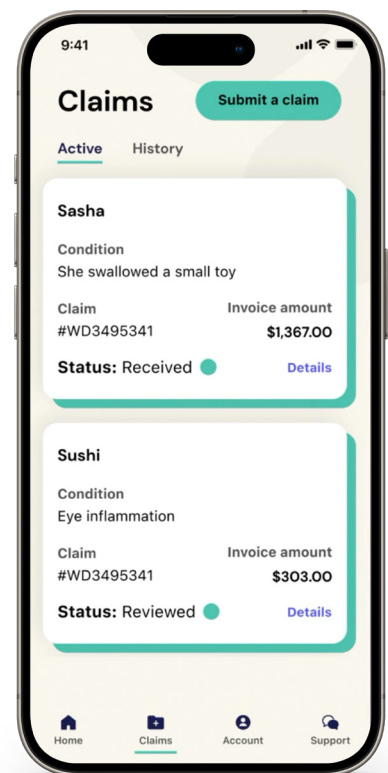 9:41
Claims
Submit a claim
Active History
Sasha
Condition
She swallowed a small toy
Claim Invoice amount
#WD3495341 $1,367.00
Status: Received Details
Sushi
Condition
Eye inflammation
Claim Invoice amount
#WD3495341 $303.00
Status: Reviewed Details
Home Claims Account Support